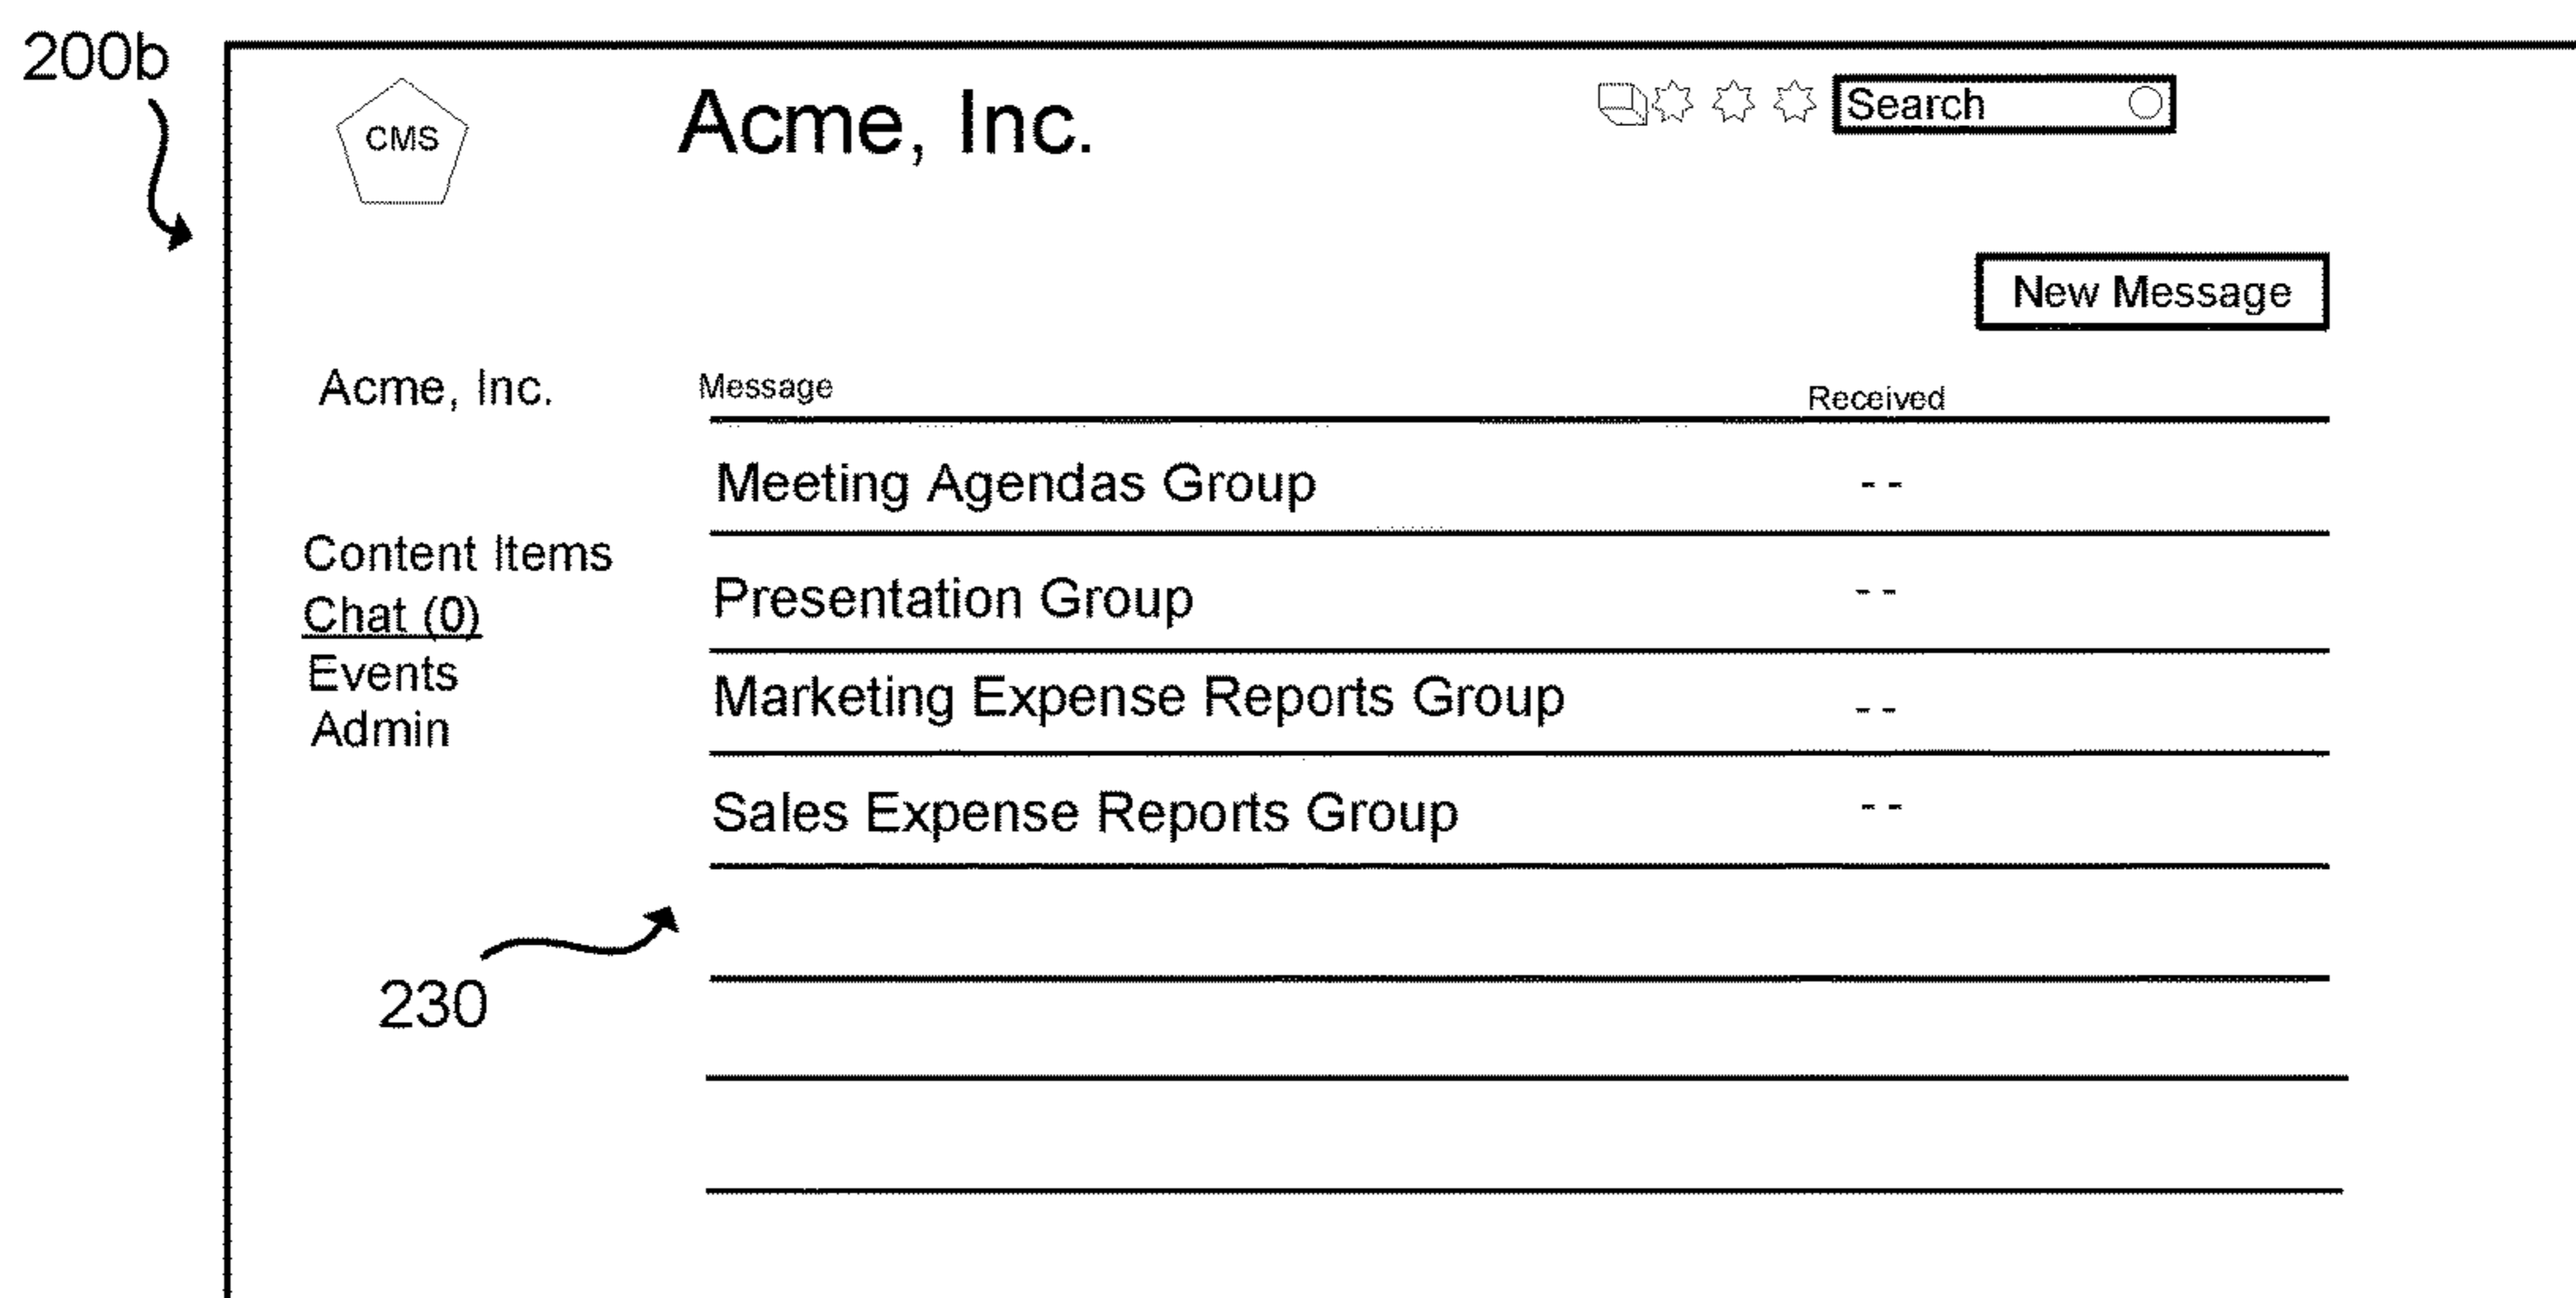 200b
CMS
Acme, Inc.
Search
New Message
Acme, Inc.
Message
Received
Meeting Agendas Group
- -
Content Items
Presentation Group
- -
Chat (0)
Events
Marketing Expense Reports Group
- -
Admin
Sales Expense Reports Group
- -
230